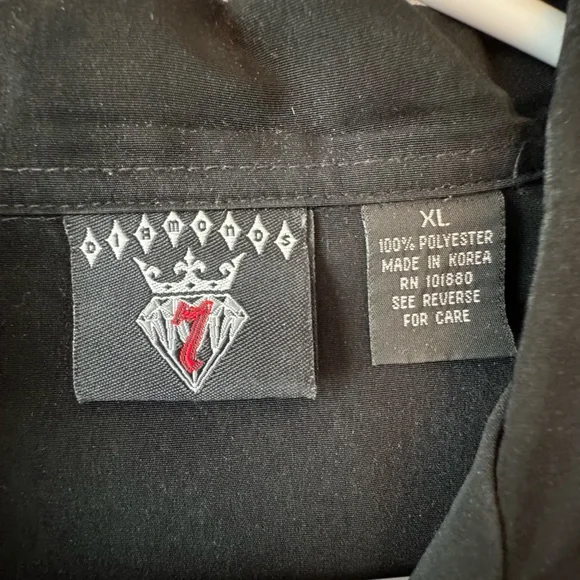 DIAMONDS
7
XL
100% POLYESTER
MADE IN KOREA
RN 101880
SEE REVERSE
FOR CARE